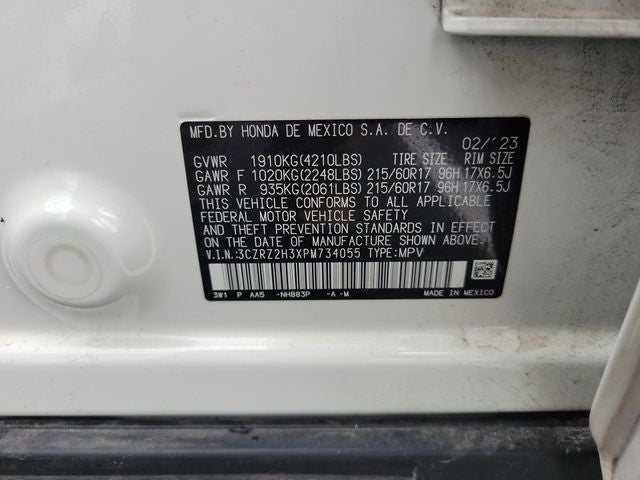 MFD.BY HONDA DE MEXICO S.A. DE C.V.
02/'23
GVWR 1910KG(4210LBS) TIRE SIZE RIM SIZE
GAWR F 1020KG(2248LBS) 215/60R17 96H 17X6.5J
GAWR R 935KG(2061LBS) 215/60R17 96H 17X6.5J
THIS VEHICLE CONFORMS TO ALL APPLICABLE
FEDERAL MOTOR VEHICLE SAFETY
AND THEFT PREVENTION STANDARDS IN EFFECT
ON THE DATE OF MANUFACTURE SHOWN ABOVE.
V.I.N.:3CZRZ2H3XPM734055 TYPE:MPV
3W1 P AA5 -NH883P -A -M MADE IN MEXICO